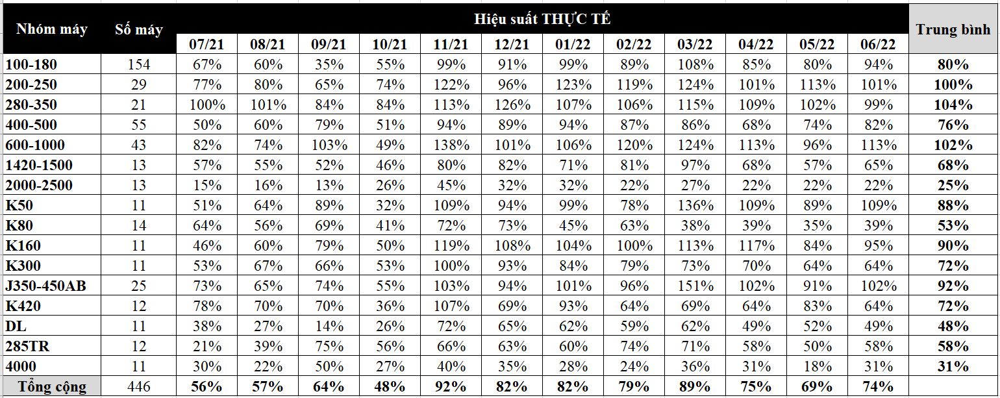 Nhóm máy Số máy Hiệu suất THỰC TẾ Trung bình
07/21 08/21 09/21 10/21 11/21 12/21 01/22 02/22 03/22 04/22 05/22 06/22
100-180 154 67% 60% 35% 55% 99% 91% 99% 89% 108% 85% 80% 94% 80%
200-250 29 77% 80% 65% 74% 122% 96% 123% 119% 124% 101% 113% 101% 100%
280-350 21 100% 101% 84% 84% 113% 126% 107% 106% 115% 109% 102% 99% 104%
400-500 55 50% 60% 79% 51% 94% 89% 94% 87% 86% 68% 74% 82% 76%
600-1000 43 82% 74% 103% 49% 138% 101% 106% 120% 124% 113% 96% 113% 102%
1420-1500 13 57% 55% 52% 46% 80% 82% 71% 81% 97% 68% 57% 65% 68%
2000-2500 13 15% 16% 13% 26% 45% 32% 32% 22% 27% 22% 22% 22% 25%
K50 11 51% 64% 89% 32% 109% 94% 99% 78% 136% 109% 89% 109% 88%
K80 14 64% 56% 69% 41% 72% 73% 45% 63% 38% 39% 35% 39% 53%
K160 11 46% 60% 79% 50% 119% 108% 104% 100% 113% 117% 84% 95% 90%
K300 11 53% 67% 66% 53% 100% 93% 84% 79% 73% 70% 64% 64% 72%
J350-450AB 25 73% 65% 74% 55% 103% 94% 101% 96% 151% 102% 91% 102% 92%
K420 12 78% 70% 70% 36% 107% 69% 93% 64% 69% 64% 83% 64% 72%
DL 11 38% 27% 14% 26% 72% 65% 62% 59% 62% 49% 52% 49% 48%
285TR 12 21% 39% 75% 56% 66% 63% 60% 74% 71% 58% 50% 58% 58%
4000 11 30% 22% 50% 27% 40% 35% 28% 24% 36% 31% 18% 31% 31%
Tổng cộng 446 56% 57% 64% 48% 92% 82% 82% 79% 89% 75% 69% 74%